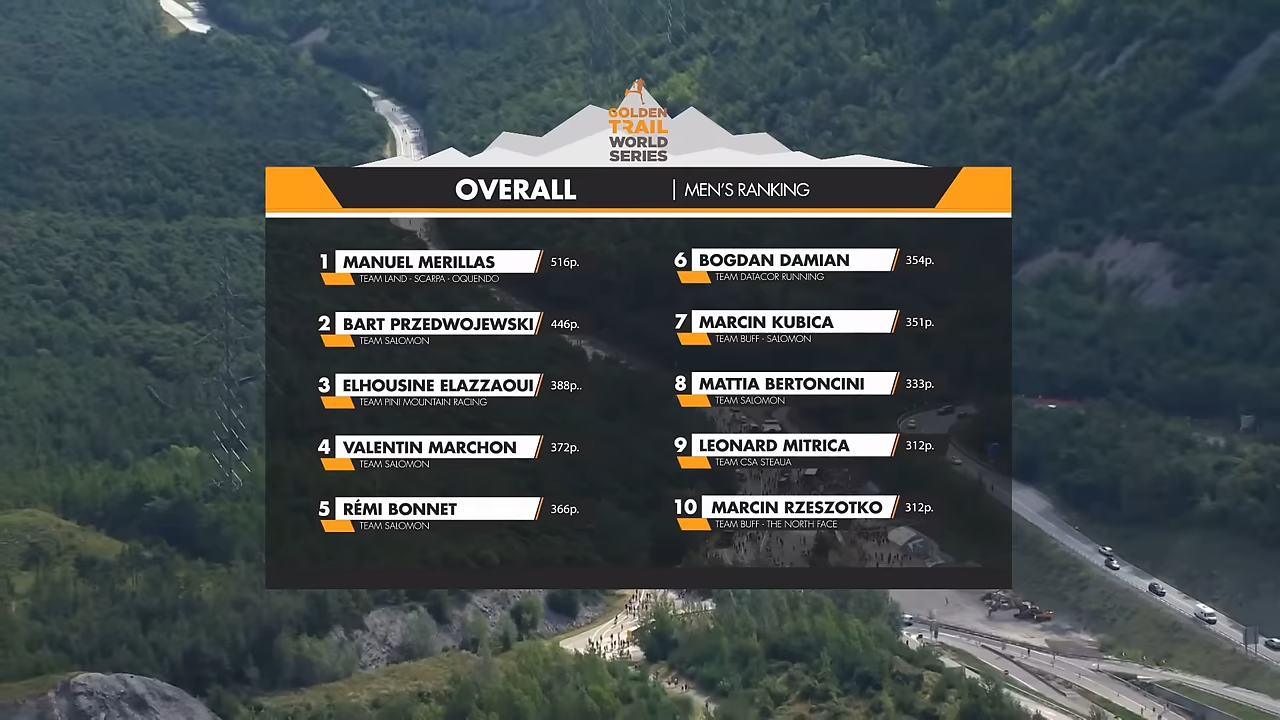 GOLDEN
TRAIL
WORLD
SERIES
OVERALL | MEN'S RANKING
1 MANUEL MERILLAS 516p.
TEAM LAND - SCARPA - OQUENDO
2 BART PRZEDWOJEWSKI 446p.
TEAM SALOMON
3 ELHOUSINE ELAZZAOUI 388p..
TEAM PINI MOUNTAIN RACING
4 VALENTIN MARCHON 372p.
TEAM SALOMON
5 RÉMI BONNET 366p.
TEAM SALOMON
6 BOGDAN DAMIAN 354p.
TEAM DATACOR RUNNING
7 MARCIN KUBICA 351p.
TEAM BUFF - SALOMON
8 MATTIA BERTONCINI 333p.
TEAM SALOMON
9 LEONARD MITRICA 312p.
TEAM CSA STEAUA
10 MARCIN RZESZOTKO 312p.
TEAM BUFF - THE NORTH FACE